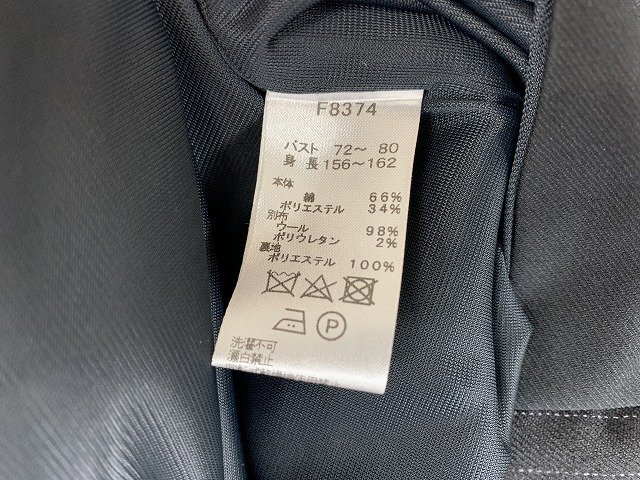 F8374
バスト 72〜 80
身 長 156〜162
本体
綿 66%
ポリエステル 34%
別布
ウール 98%
ポリウレタン 2%
裏地
ポリエステル 100%
P
洗濯不可
漂白禁止